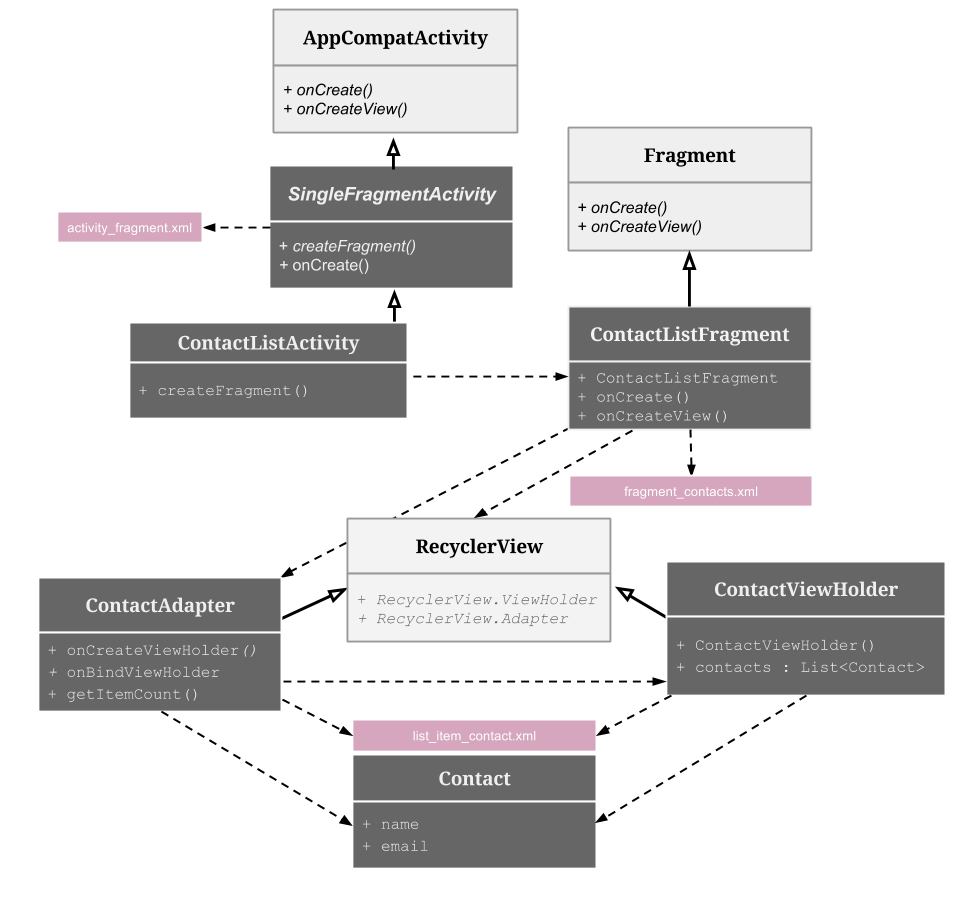 AppCompatActivity
+ onCreate()
+ onCreateView()
Fragment
+ onCreate()
+ onCreateView()
SingleFragmentActivity
+ createFragment()
+ onCreate()
activity_fragment.xml
ContactListActivity
+ createFragment()
ContactListFragment
+ ContactListFragment
+ onCreate()
+ onCreateView()
fragment_contacts.xml
RecyclerView
+ RecyclerView.ViewHolder
+ RecyclerView.Adapter
ContactAdapter
+ onCreateViewHolder()
+ onBindViewHolder
+ getItemCount()
ContactViewHolder
+ ContactViewHolder()
+ contacts : List<Contact>
list_item_contact.xml
Contact
+ name
+ email